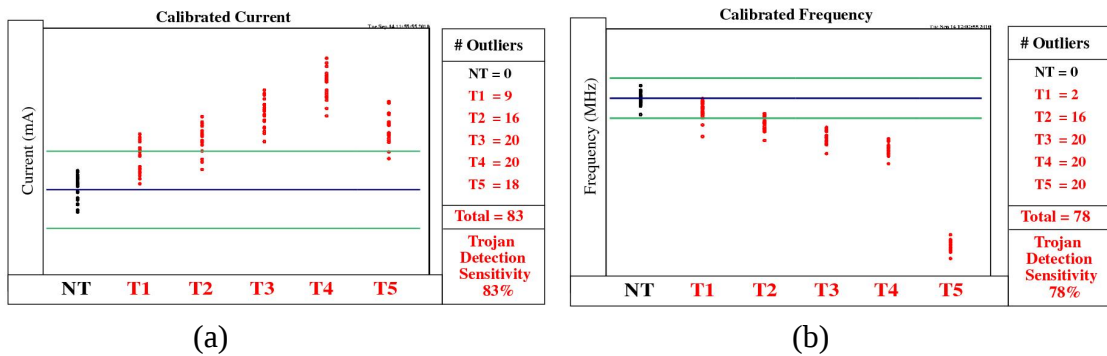 Calibrated Current
Current (mA)
# Outliers
NT = 0
T1 = 9
T2 = 16
T3 = 20
T4 = 20
T5 = 18
Total = 83
Trojan
Detection
Sensitivity
83%
NT T1 T2 T3 T4 T5
(a)
Calibrated Frequency
Frequency (MHz)
# Outliers
NT = 0
T1 = 2
T2 = 16
T3 = 20
T4 = 20
T5 = 20
Total = 78
Trojan
Detection
Sensitivity
78%
NT T1 T2 T3 T4 T5
(b)